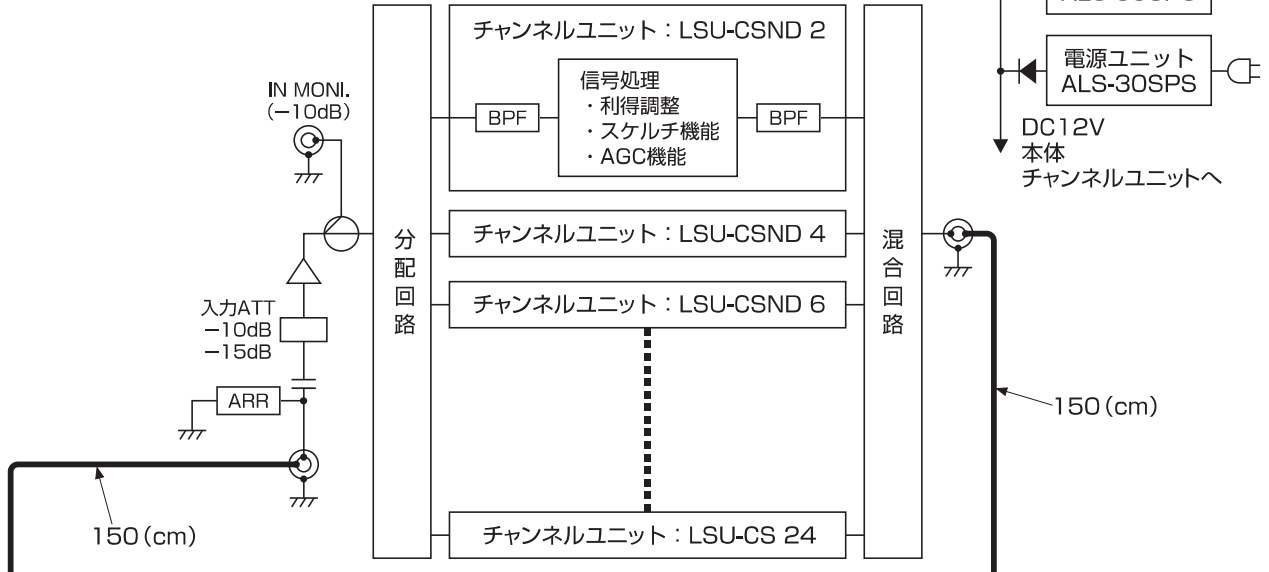 チャンネルユニット：LSU-CSND 2
信号処理
・利得調整
・スケルチ機能
・AGC機能
BPF
BPF
IN MONI.
(−10dB)
電源ユニット
ALS-30SPS
DC12V
本体
チャンネルユニットへ
分配回路
チャンネルユニット：LSU-CSND 4
混合回路
チャンネルユニット：LSU-CSND 6
入力ATT
−10dB
−15dB
ARR
150(cm)
150(cm)
チャンネルユニット：LSU-CS 24